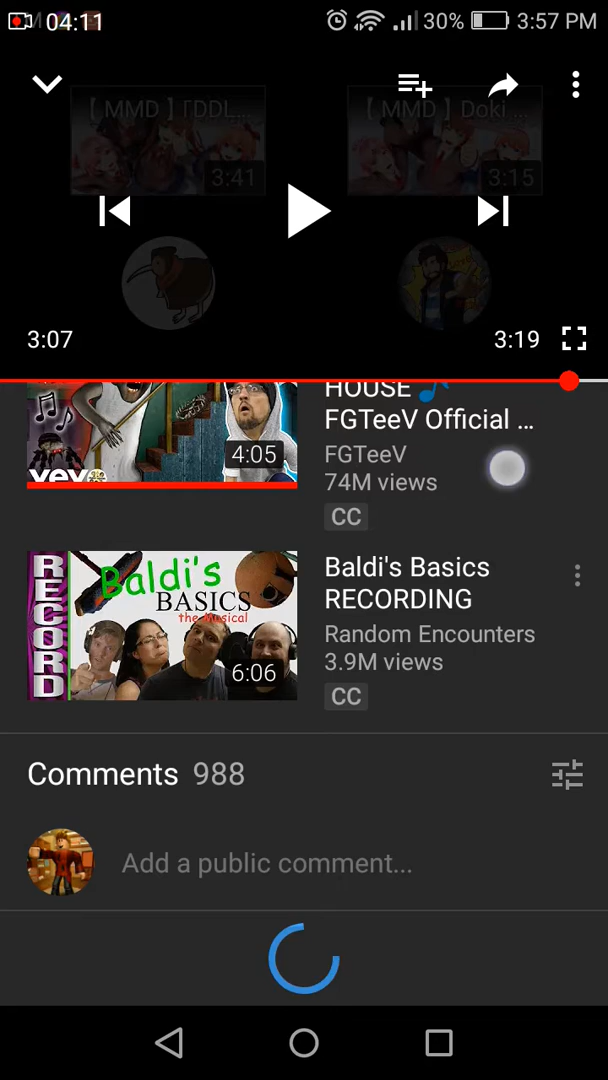 04:11
30%
3:57 PM
【 MMD 】「DDL...
【 MMD 】Doki ...
3:41
3:15
3:07
3:19
HOUSE 🎵
FGTeeV Official ...
4:05
FGTeeV
vevo
74M views
CC
RECORD
Baldi's
BASICS
the Musical
6:06
Baldi's Basics
RECORDING
Random Encounters
3.9M views
CC
Comments 988
Add a public comment...